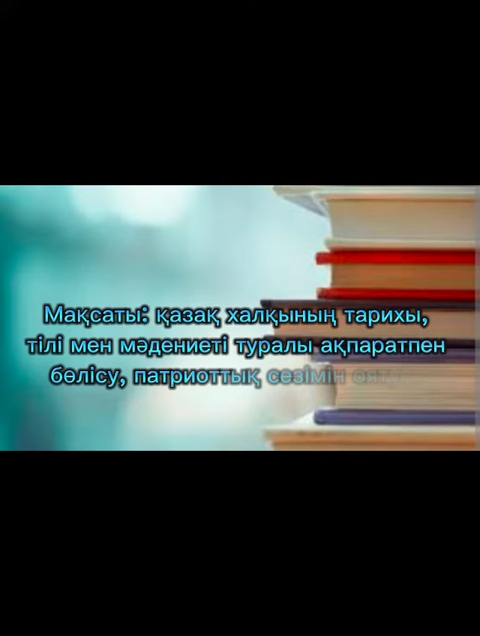 Мақсаты: қазақ халқының тарихы,
тілі мен мәдениеті туралы ақпаратпен
бөлісу, патриоттық сезімін